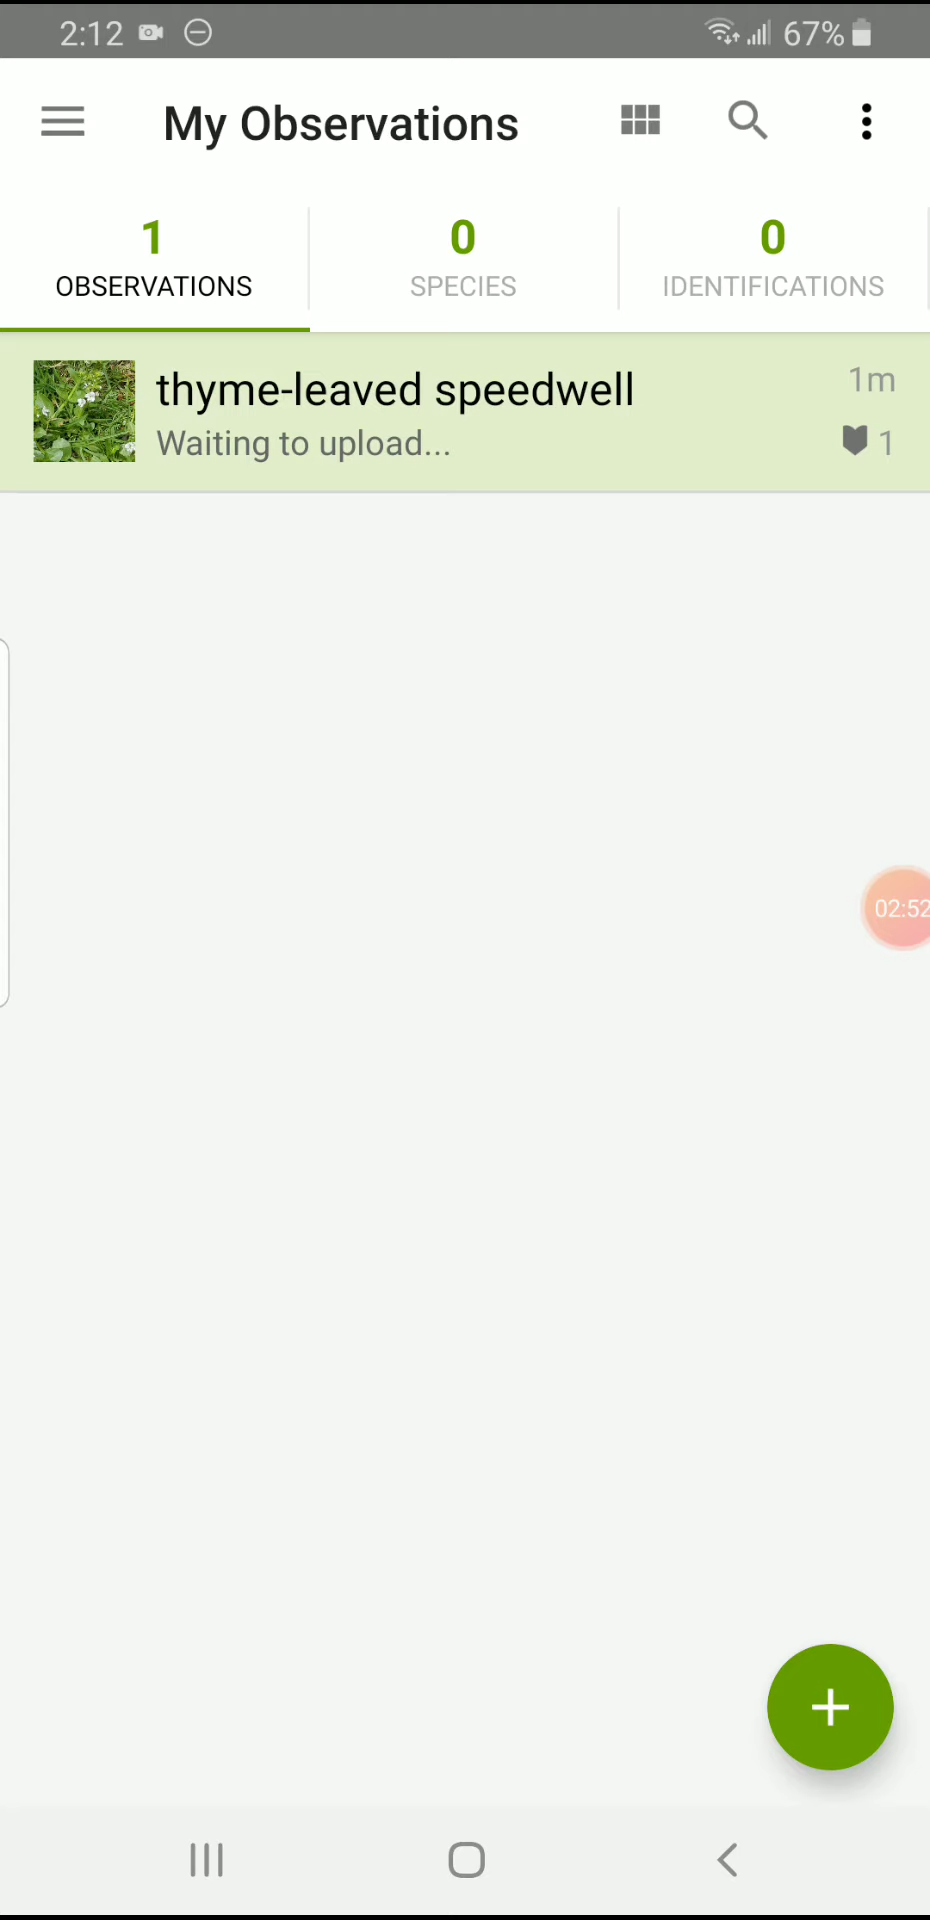 2:12 67%
My Observations
1 0 0
OBSERVATIONS SPECIES IDENTIFICATIONS
thyme-leaved speedwell 1m
Waiting to upload... 1
02:52